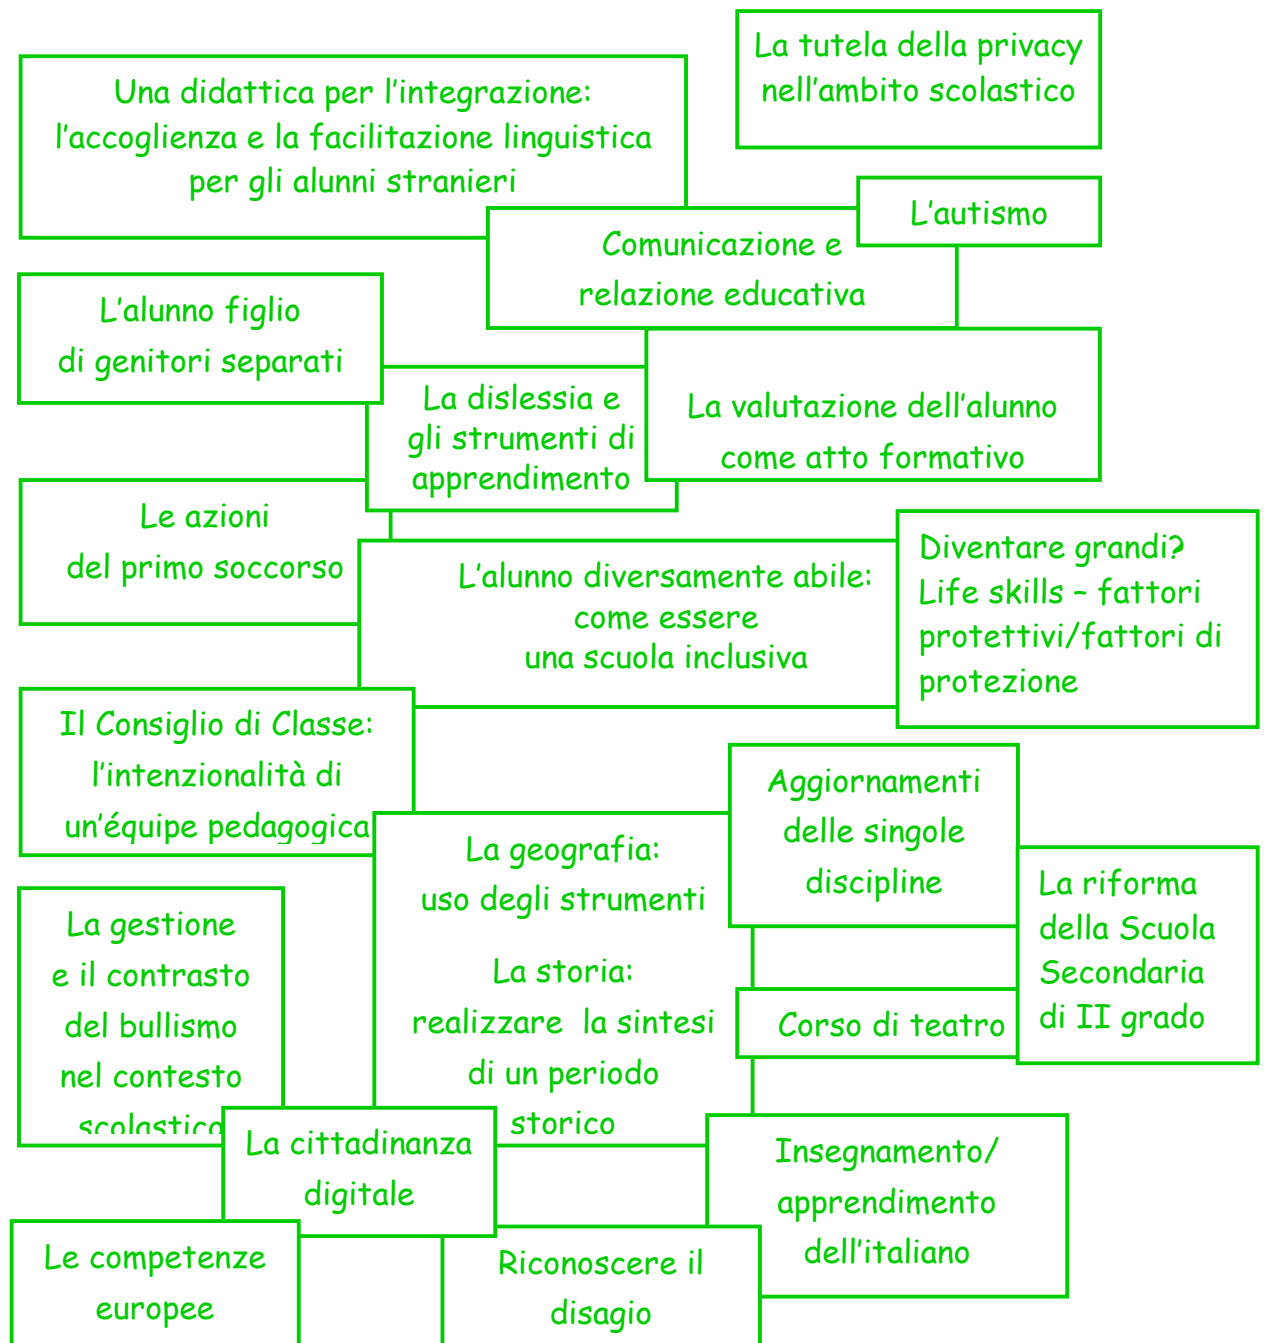 La tutela della privacy
nell'ambito scolastico
Una didattica per l'integrazione:
l'accoglienza e la facilitazione linguistica
per gli alunni stranieri
L'autismo
Comunicazione e
relazione educativa
L'alunno figlio
di genitori separati
La dislessia e
gli strumenti di
apprendimento
La valutazione dell'alunno
come atto formativo
Le azioni
del primo soccorso
L'alunno diversamente abile:
come essere
una scuola inclusiva
Diventare grandi?
Life skills – fattori
protettivi/fattori di
protezione
Il Consiglio di Classe:
l'intenzionalità di
un'équipe pedagogica
Aggiornamenti
delle singole
discipline
La geografia:
uso degli strumenti
La storia:
realizzare la sintesi
di un periodo
storico
La riforma
della Scuola
Secondaria
di II grado
La gestione
e il contrasto
del bullismo
nel contesto
scolastico
Corso di teatro
La cittadinanza
digitale
Insegnamento/
apprendimento
dell'italiano
Le competenze
europee
Riconoscere il
disagio